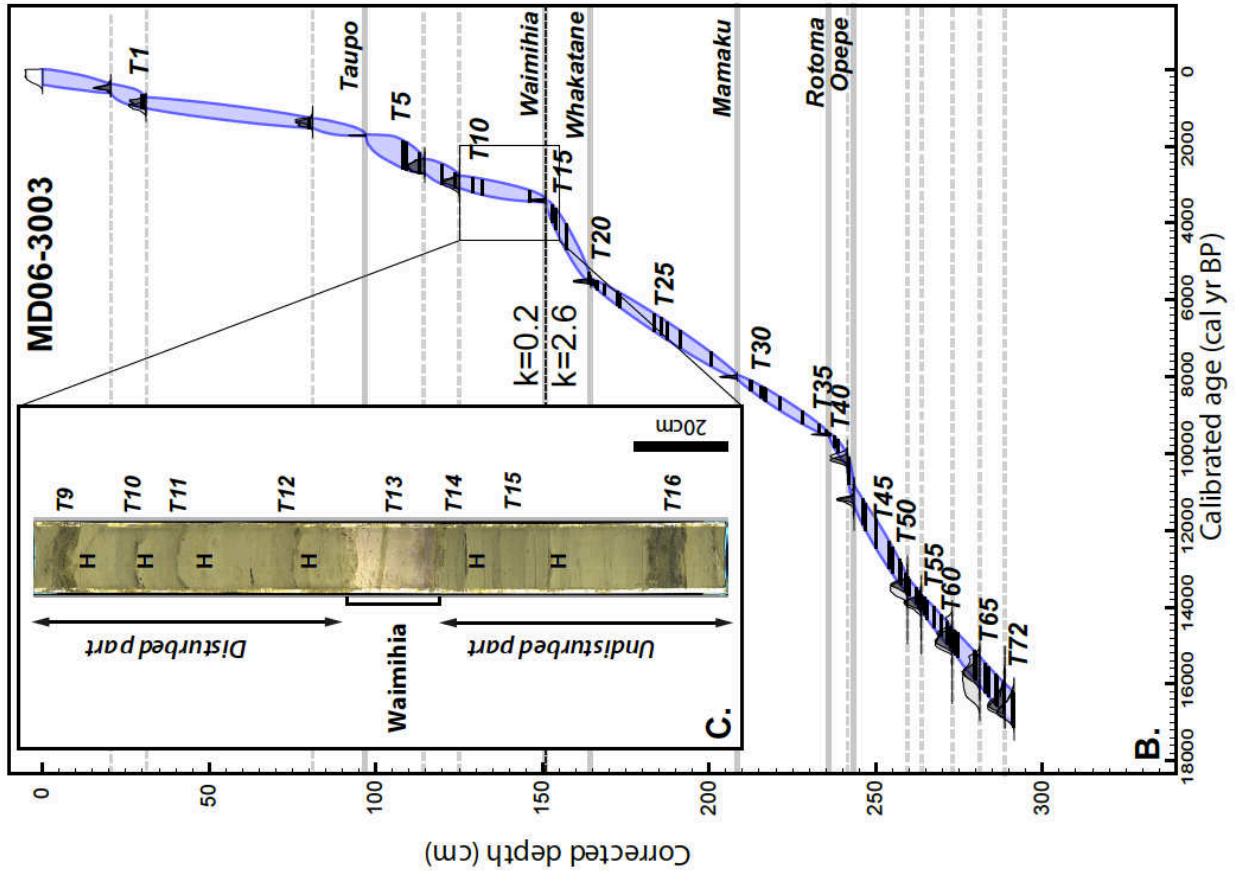 MD06-3003
T1
Taupo
T5
T10
Waimihia
T15
Whakatane
T20
k=0.2
k=2.6
T25
Mamaku
T30
Rotoma
T35
Opepe
T40
T45
T50
T55
T60
T65
T72
T9
H
T10
H
T11
H
T12
H
T13
T14
H
T15
H
T16
20cm
Disturbed part
Waimihia
Undisturbed part
C.
B.
0
50
100
150
200
250
300
Corrected depth (cm)
0
2000
4000
6000
8000
10000
12000
14000
16000
18000
Calibrated age (cal yr BP)